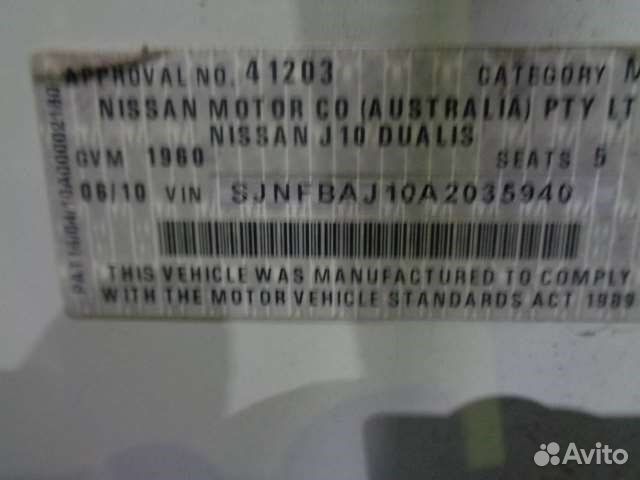 APPROVAL NO. 41203 CATEGORY M
NISSAN MOTOR CO (AUSTRALIA) PTY LT
NISSAN J10 DUALIS
GVM 1960 SEATS 5
06/10 VIN SJNFBAJ10A2035940
THIS VEHICLE WAS MANUFACTURED TO COMPLY
WITH THE MOTOR VEHICLE STANDARDS ACT 1989
Avito